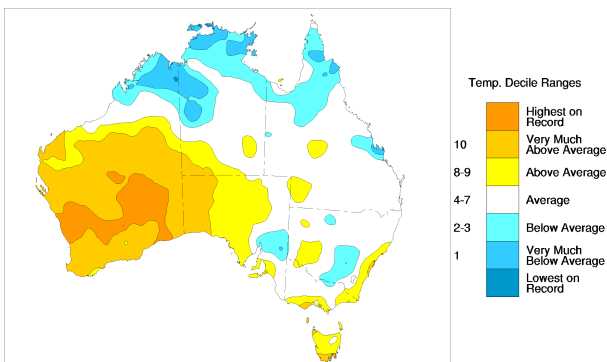 Temp. Decile Ranges
Highest on
Record
10
Very Much
Above Average
8-9
Above Average
4-7
Average
2-3
Below Average
1
Very Much
Below Average
Lowest on
Record